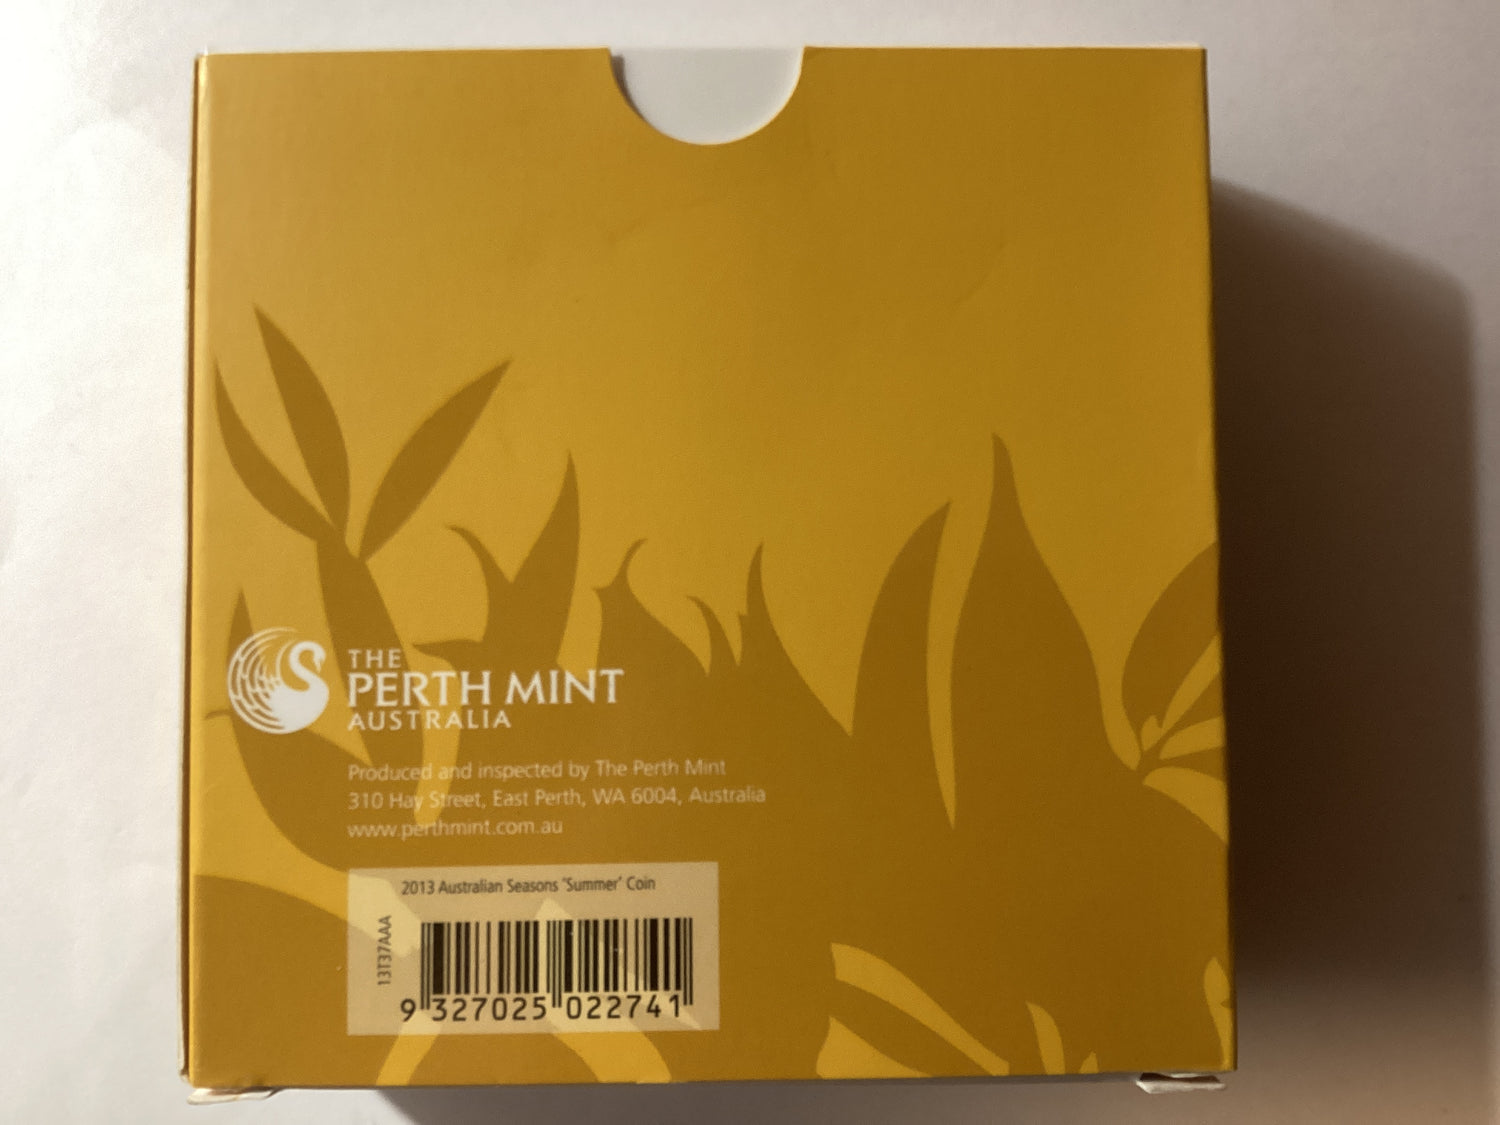 THE
PERTH MINT
AUSTRALIA
Produced and inspected by The Perth Mint
310 Hay Street, East Perth, WA 6004, Australia
www.perthmint.com.au
2013 Australian Seasons 'Summer' Coin
13T37AAA
9 327025 022741